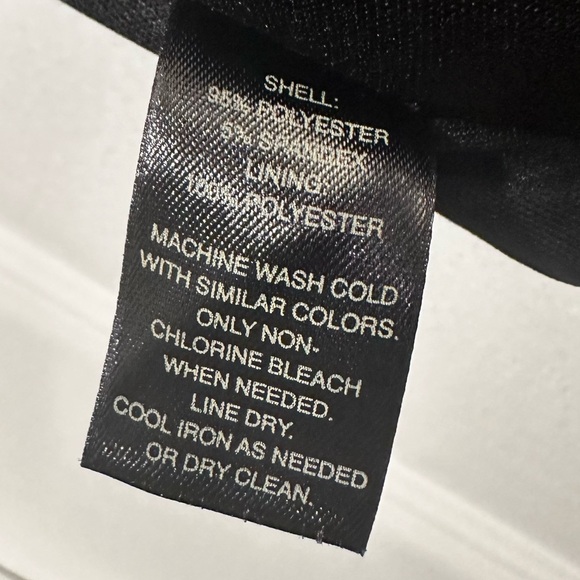 SHELL:
95% POLYESTER
5% SPANDEX
LINING:
100% POLYESTER
MACHINE WASH COLD
WITH SIMILAR COLORS.
ONLY NON-
CHLORINE BLEACH
WHEN NEEDED.
LINE DRY.
COOL IRON AS NEEDED
OR DRY CLEAN.